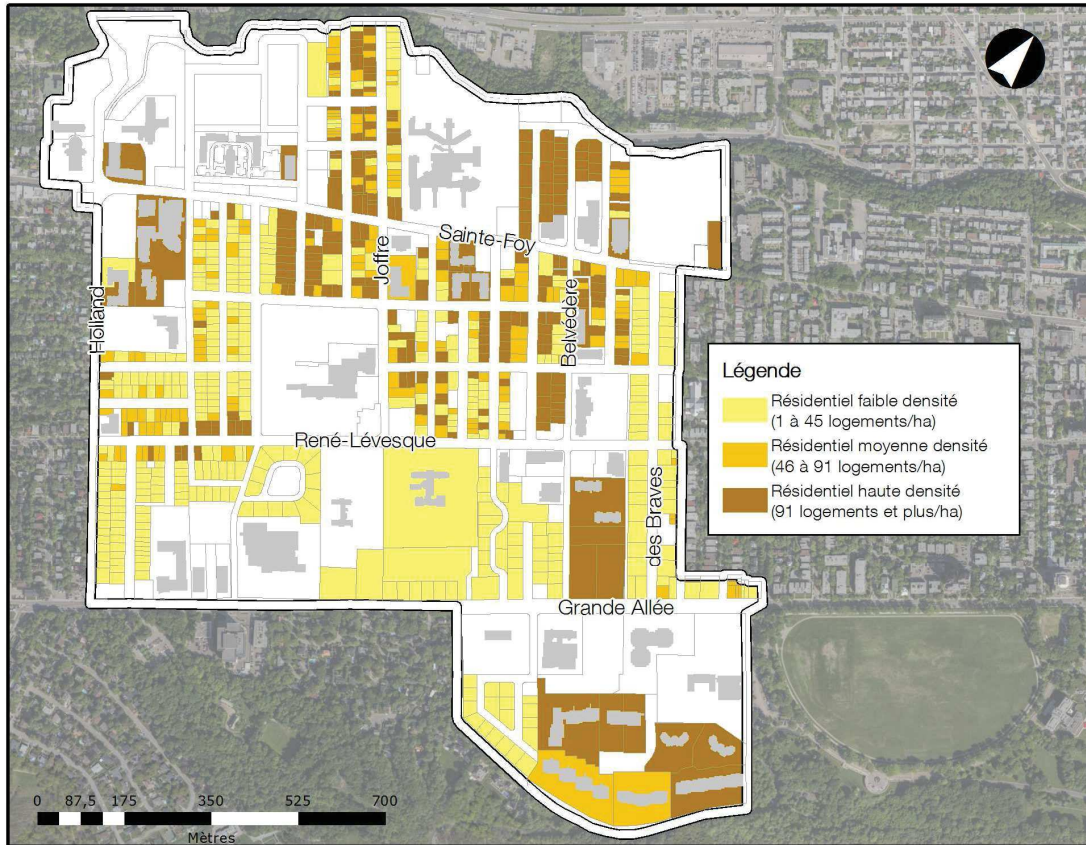 Sainte-Foy
Joffre
Holland
Belvédère
René-Lévesque
des Braves
Grande Allée
Légende
Résidentiel faible densité
(1 à 45 logements/ha)
Résidentiel moyenne densité
(46 à 91 logements/ha)
Résidentiel haute densité
(91 logements et plus/ha)
0 87,5 175 350 525 700
Mètres